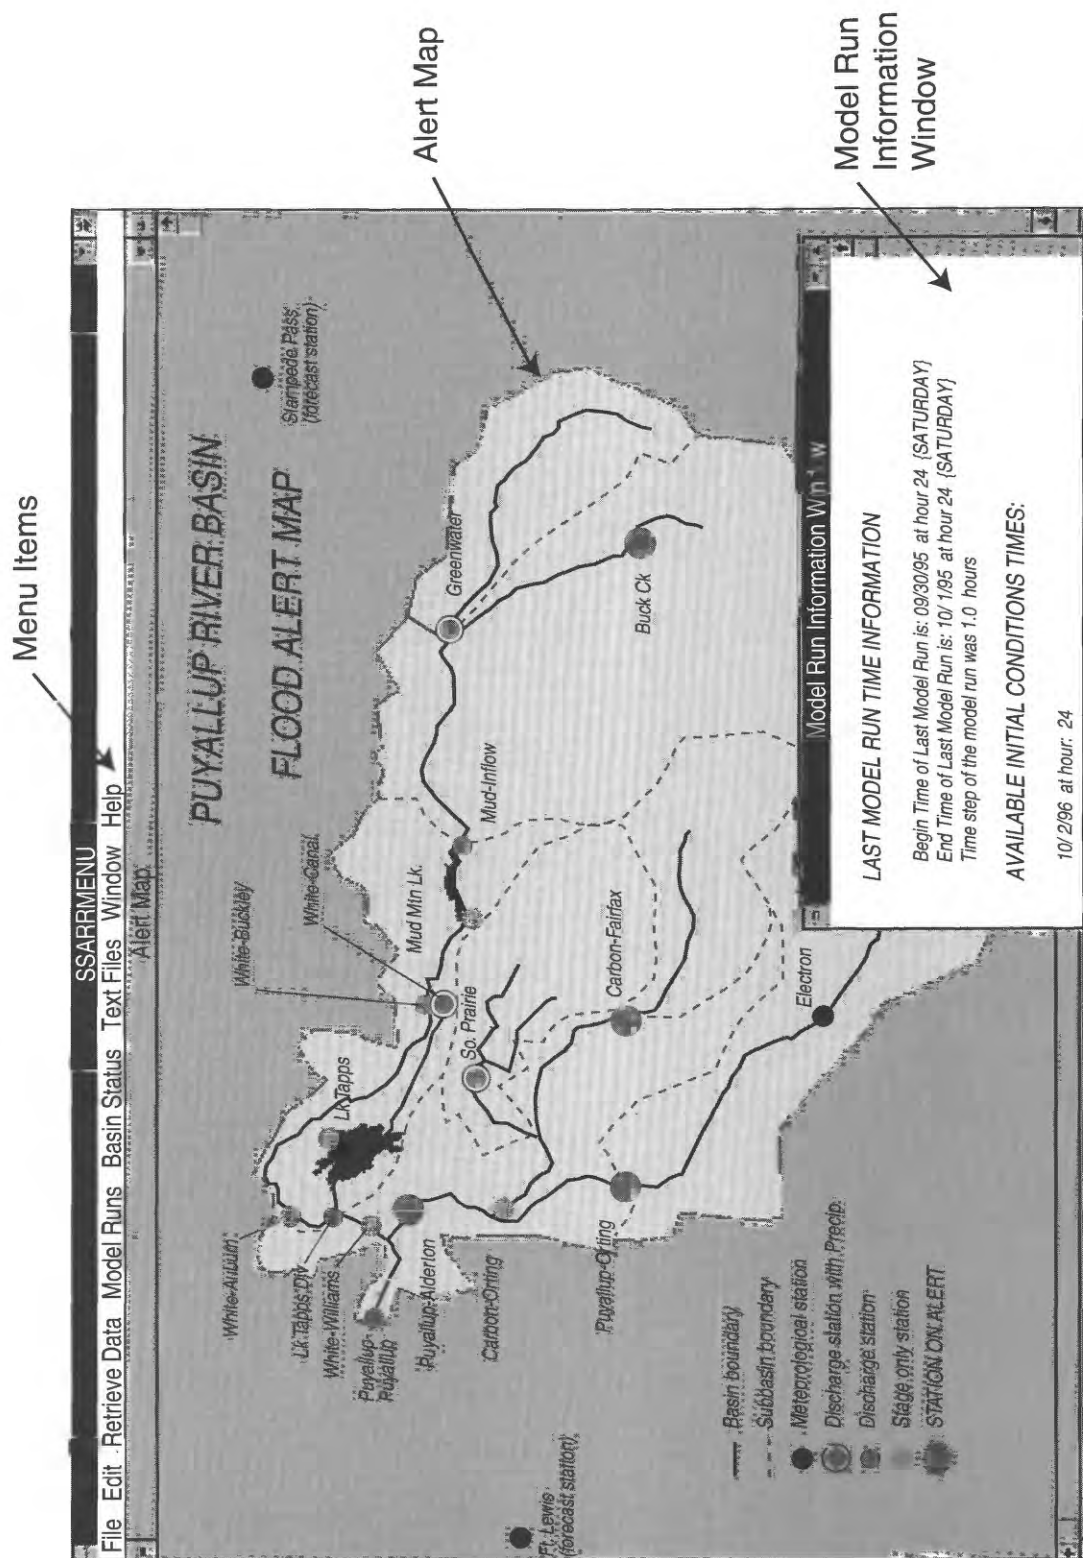 Menu Items
SSARRMENU
File Edit Retrieve Data Model Runs Basin Status Text Files Window Help
Alert Map
PUYALLUP RIVER BASIN
FLOOD ALERT MAP
Stampede Pass
(forecast station)
White-Buckley
White-Canal
White-Auburn
Lk Tapps
Lk Tapps Div
White-Williams
Puyallup-
Puyallup
Puyallup-Alderton
Carbon-Orting
Mud Mtn Lk.
Mud-Inflow
Greenwater
So. Prairie
Buck Ck
Carbon-Fairfax
Puyallup-Orting
Electron
Ft. Lewis
(forecast station)
Basin boundary
Subbasin boundary
Meteprological station
Discharge station with Precip.
Discharge station
Stage only station
STATION ON ALERT
Model Run Information
LAST MODEL RUN TIME INFORMATION
Begin Time of Last Model Run is: 09/30/95 at hour 24 (SATURDAY)
End Time of Last Model Run is: 10/ 1/95 at hour 24 (SATURDAY)
Time step of the model run was 1.0 hours
AVAILABLE INITIAL CONDITIONS TIMES:
10/ 2/96 at hour: 24
Alert Map
Model Run
Information
Window